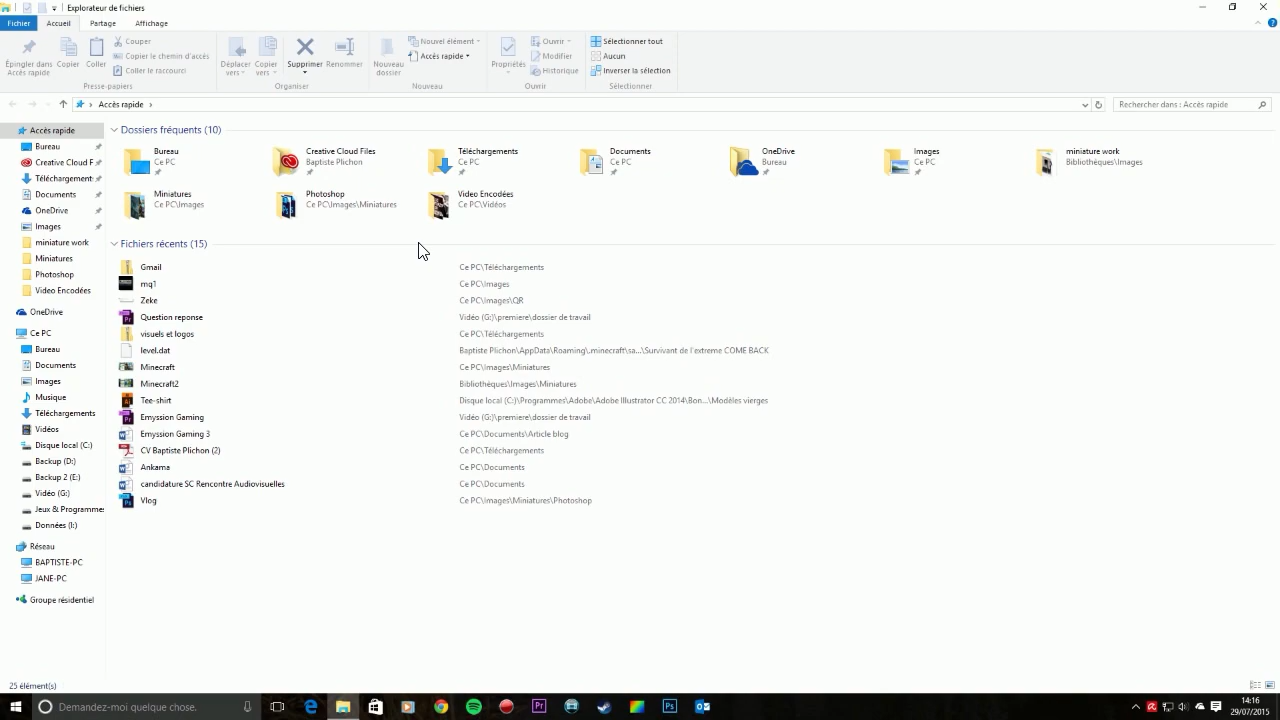 Explorateur de fichiers
Fichier Accueil Partage Affichage
Épingler dans Accès rapide
Copier
Coller
Couper
Copier le chemin d'accès
Coller le raccourci
Presse-papiers
Déplacer vers
Copier vers
Supprimer
Renommer
Organiser
Nouveau dossier
Nouvel élément
Accès rapide
Nouveau
Propriétés
Ouvrir
Modifier
Historique
Ouvrir
Sélectionner tout
Aucun
Inverser la sélection
Sélectionner
Accès rapide
Rechercher dans : Accès rapide
Accès rapide
Bureau
Creative Cloud F
Téléchargement
Documents
OneDrive
Images
miniature work
Miniatures
Photoshop
Video Encodées
OneDrive
Ce PC
Bureau
Documents
Images
Musique
Téléchargements
Vidéos
Disque local (C:)
Backup (D:)
Backup 2 (E:)
Vidéo (G:)
Jeux & Programmes
Données (I:)
Réseau
BAPTISTE-PC
JANE-PC
Groupe résidentiel
Dossiers fréquents (10)
Bureau
Ce PC
Creative Cloud Files
Baptiste Plichon
Téléchargements
Ce PC
Documents
Ce PC
OneDrive
Bureau
Images
Ce PC
miniature work
Bibliothèques\Images
Miniatures
Ce PC\Images
Photoshop
Ce PC\Images\Miniatures
Video Encodées
Ce PC\Vidéos
Fichiers récents (15)
Gmail Ce PC\Téléchargements
mq1 Ce PC\Images
Zeke Ce PC\Images\QR
Question reponse Vidéo (G:)\premiere\dossier de travail
visuels et logos Ce PC\Téléchargements
level.dat Baptiste Plichon\AppData\Roaming\.minecraft\sa...\Survivant de l'extreme COME BACK
Minecraft Ce PC\Images\Miniatures
Minecraft2 Bibliothèques\Images\Miniatures
Tee-shirt Disque local (C:)\Programmes\Adobe\Adobe Illustrator CC 2014\Bon...\Modèles vierges
Emyssion Gaming Vidéo (G:)\premiere\dossier de travail
Emyssion Gaming 3 Ce PC\Documents\Article blog
CV Baptiste Plichon (2) Ce PC\Téléchargements
Ankama Ce PC\Documents
candidature SC Rencontre Audiovisuelles Ce PC\Documents
Vlog Ce PC\Images\Miniatures\Photoshop
25 élément(s)
Demandez-moi quelque chose.
14:16
29/07/2015